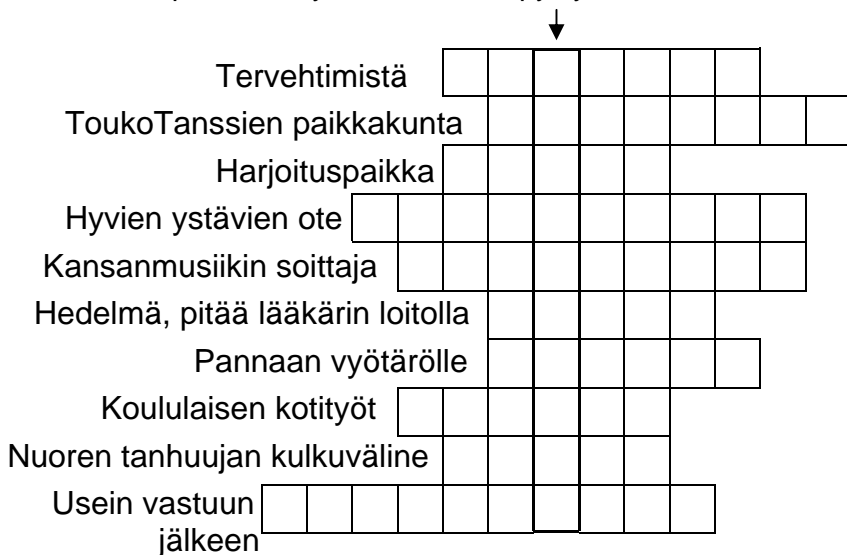 Tervehtimistä
ToukoTanssien paikkakunta
Harjoituspaikka
Hyvien ystävien ote
Kansanmusiikin soittaja
Hedelmä, pitää lääkärin loitolla
Pannaan vyötärölle
Koululaisen kotityöt
Nuoren tanhuujan kulkuväline
Usein vastuun
jälkeen